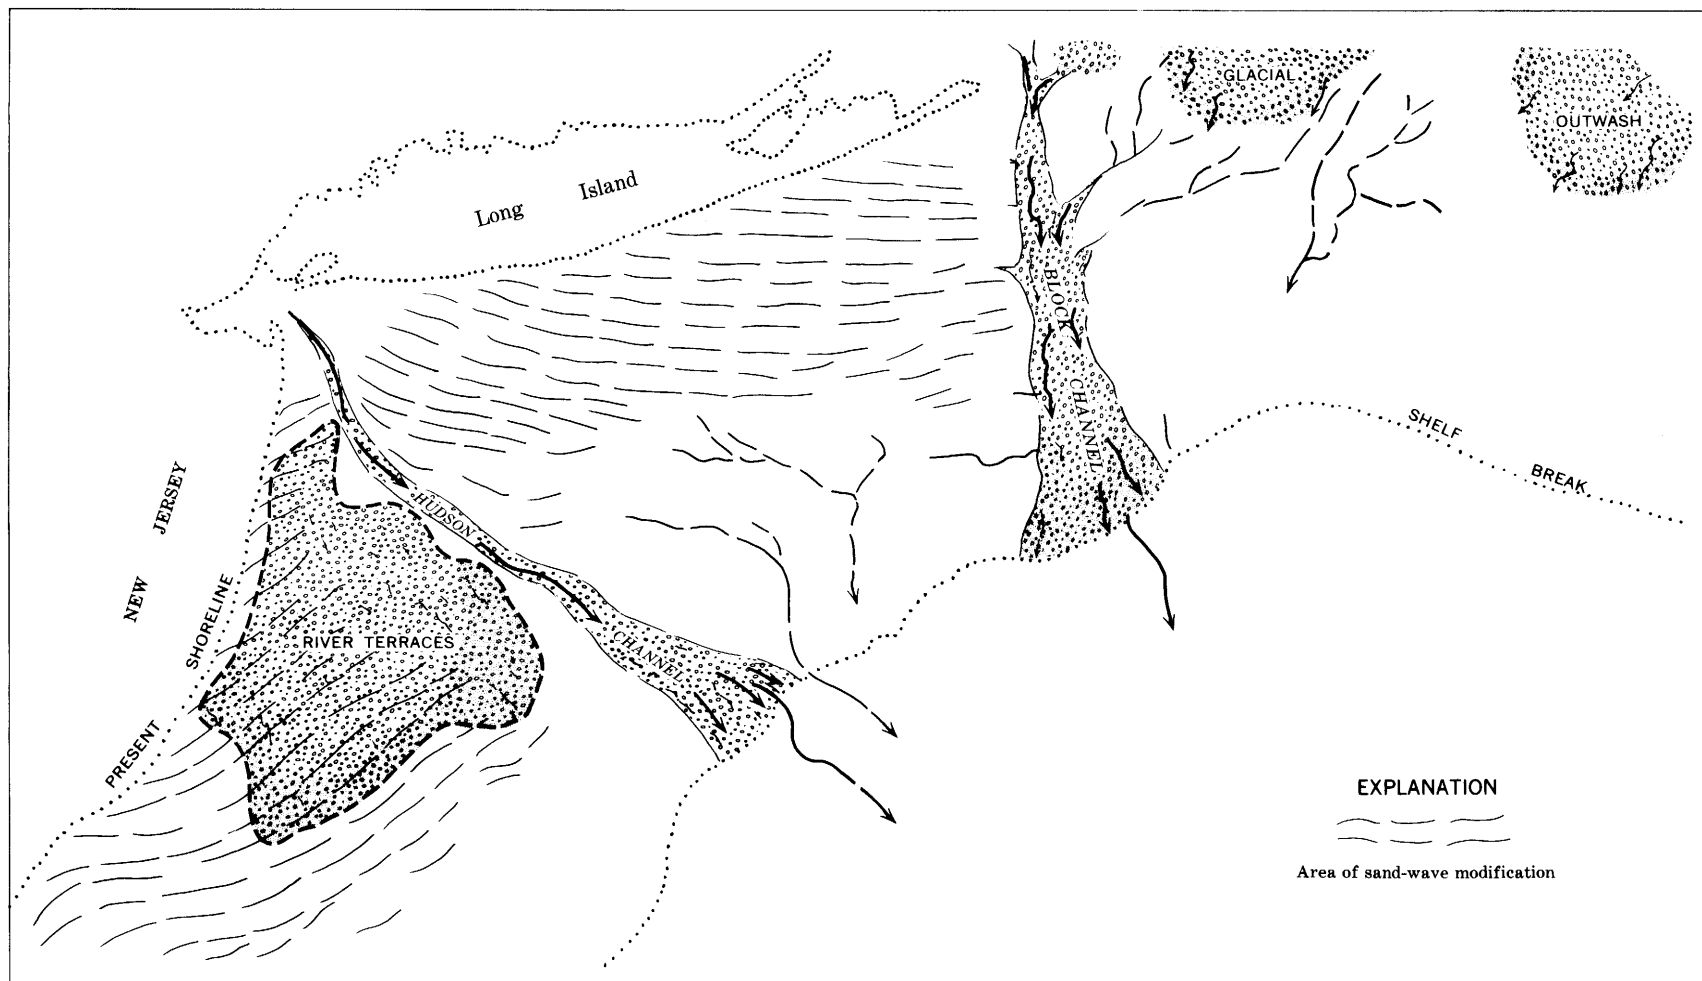 GLACIAL
OUTWASH
Long Island
BLOCK
CHANNEL
SHELF
BREAK
NEW JERSEY
HUDSON
CHANNEL
RIVER TERRACES
PRESENT SHORELINE
EXPLANATION
Area of sand-wave modification